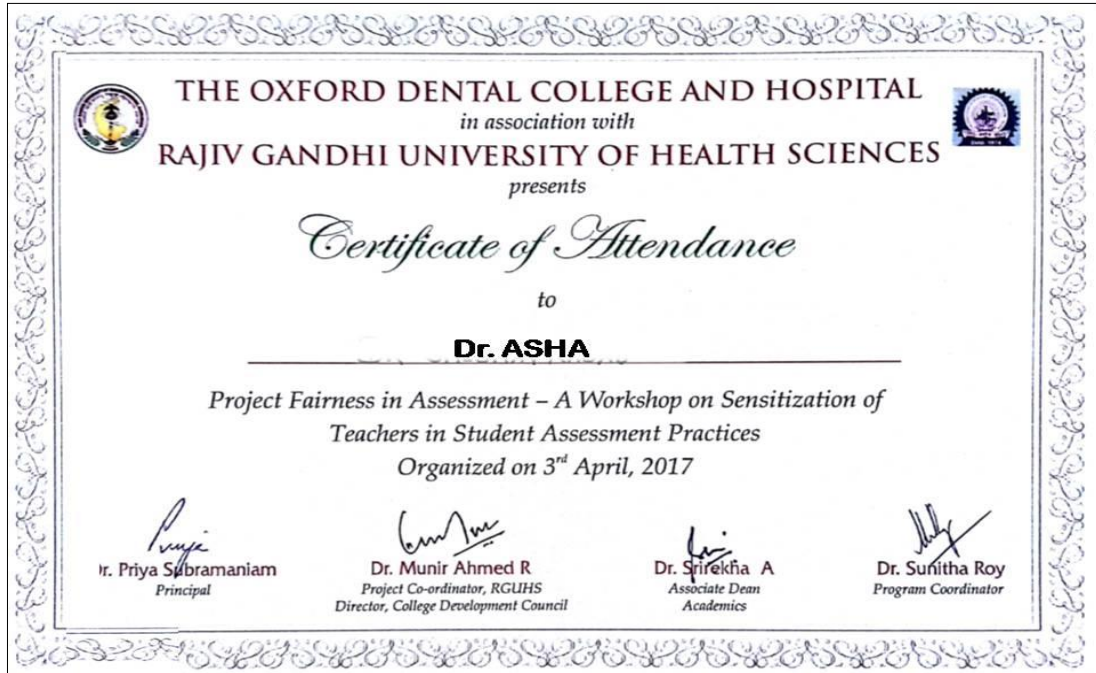 THE OXFORD DENTAL COLLEGE AND HOSPITAL
in association with
RAJIV GANDHI UNIVERSITY OF HEALTH SCIENCES
presents
Certificate of Attendance
to
Dr. ASHA
Project Fairness in Assessment – A Workshop on Sensitization of
Teachers in Student Assessment Practices
Organized on 3rd April, 2017
r. Priya Subramaniam
Principal
Dr. Munir Ahmed R
Project Co-ordinator, RGUHS
Director, College Development Council
Dr. Srirekha A
Associate Dean
Academics
Dr. Sunitha Roy
Program Coordinator